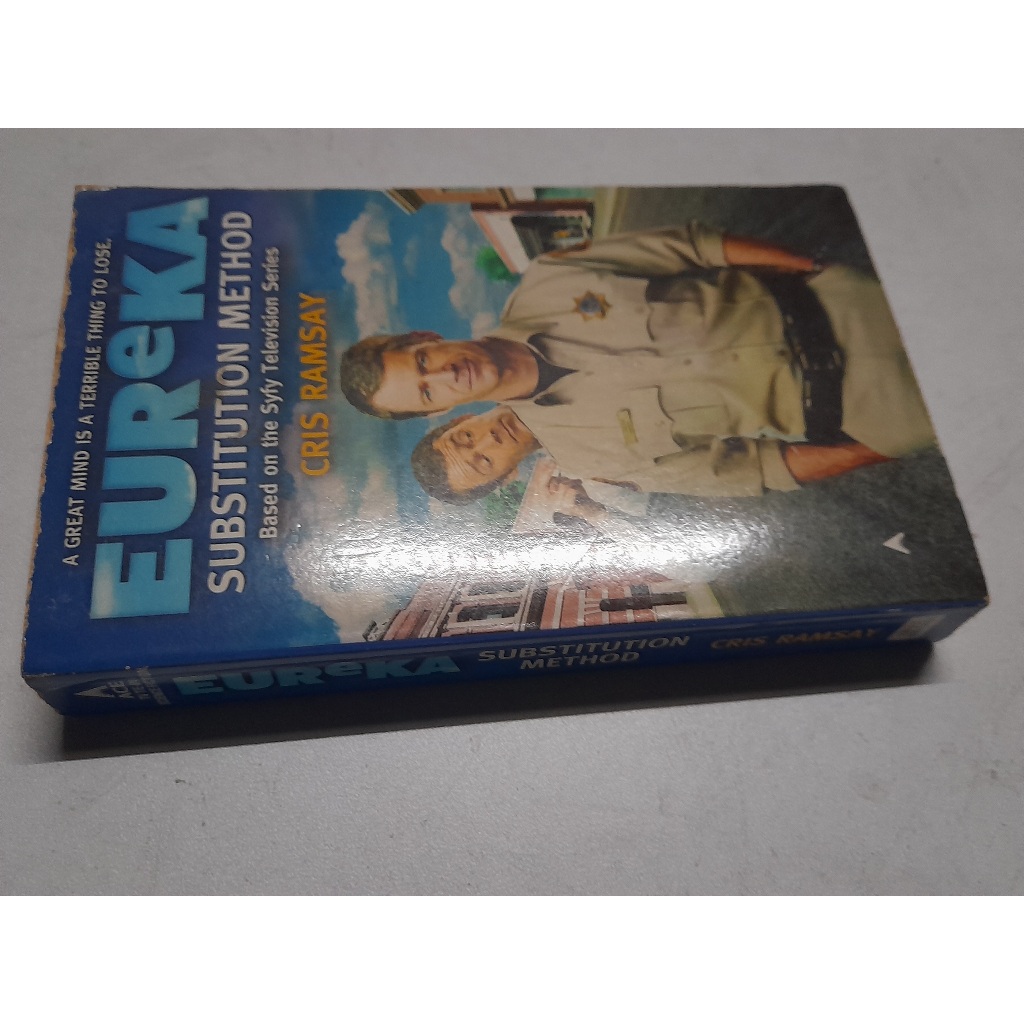 A GREAT MIND IS A TERRIBLE THING TO LOSE.
EUReKA
SUBSTITUTION METHOD
Based on the Syfy Television Series
CRIS RAMSAY
ACE
EUReKA
SUBSTITUTION
METHOD
CRIS RAMSAY